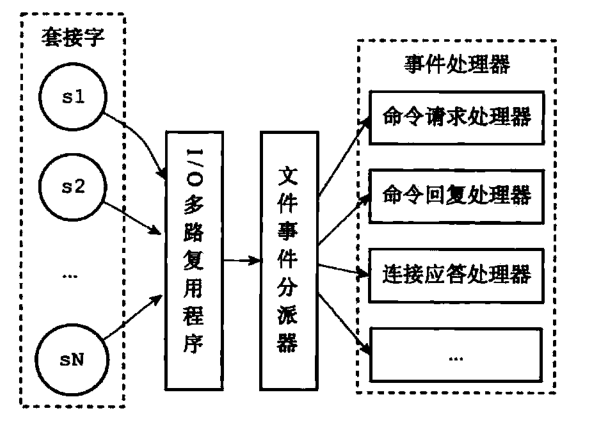 套接字
s1
s2
...
sN
I/O多路复用程序
文件事件分派器
事件处理器
命令请求处理器
命令回复处理器
连接应答处理器
...